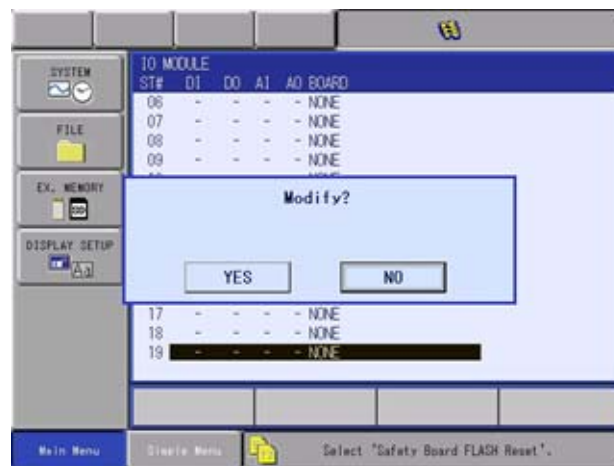 SYSTEM
FILE
EX. MEMORY
DISPLAY SETUP
IO MODULE
ST# DI DO AI AO BOARD
06 - - - - NONE
07 - - - - NONE
08 - - - - NONE
09 - - - - NONE
Modify?
YES NO
17 - - - - NONE
18 - - - - NONE
19 - - - - NONE
Main Menu Simple Menu Select "Safety Board FLASH Reset".